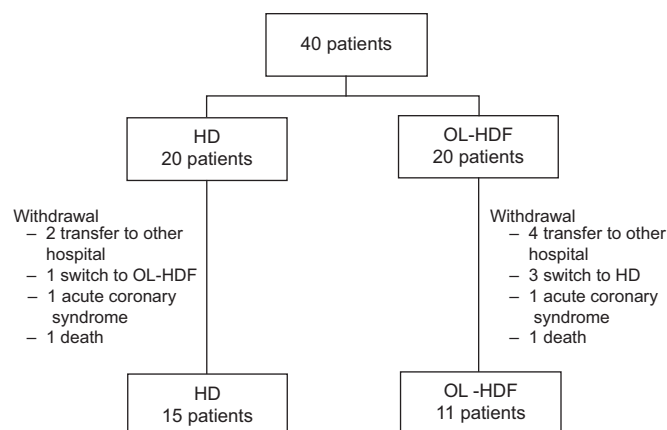 40 patients
HD
20 patients
OL-HDF
20 patients
Withdrawal
– 2 transfer to other
hospital
– 1 switch to OL-HDF
– 1 acute coronary
syndrome
– 1 death
Withdrawal
– 4 transfer to other
hospital
– 3 switch to HD
– 1 acute coronary
syndrome
– 1 death
HD
15 patients
OL -HDF
11 patients